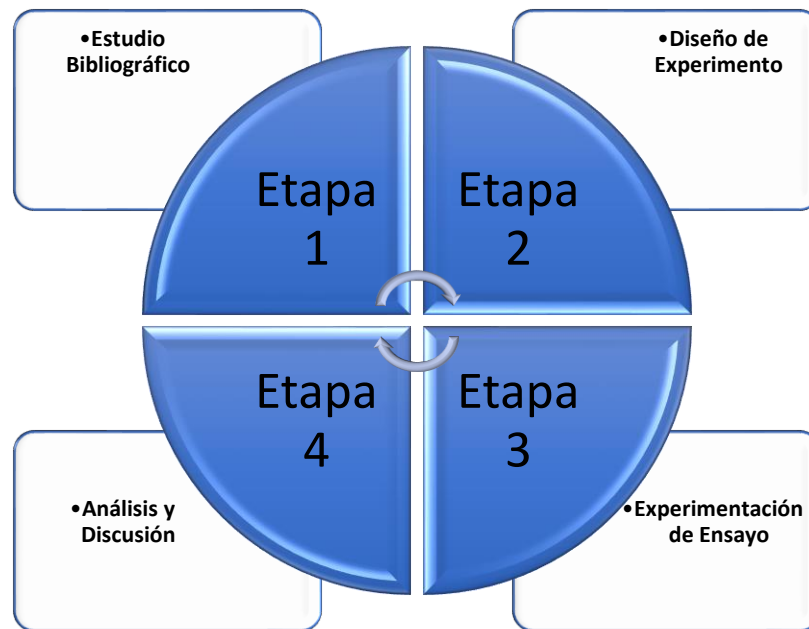 •Estudio
Bibliográfico
•Diseño de
Experimento
Etapa
1
Etapa
2
Etapa
4
Etapa
3
•Análisis y
Discusión
•Experimentación
de Ensayo